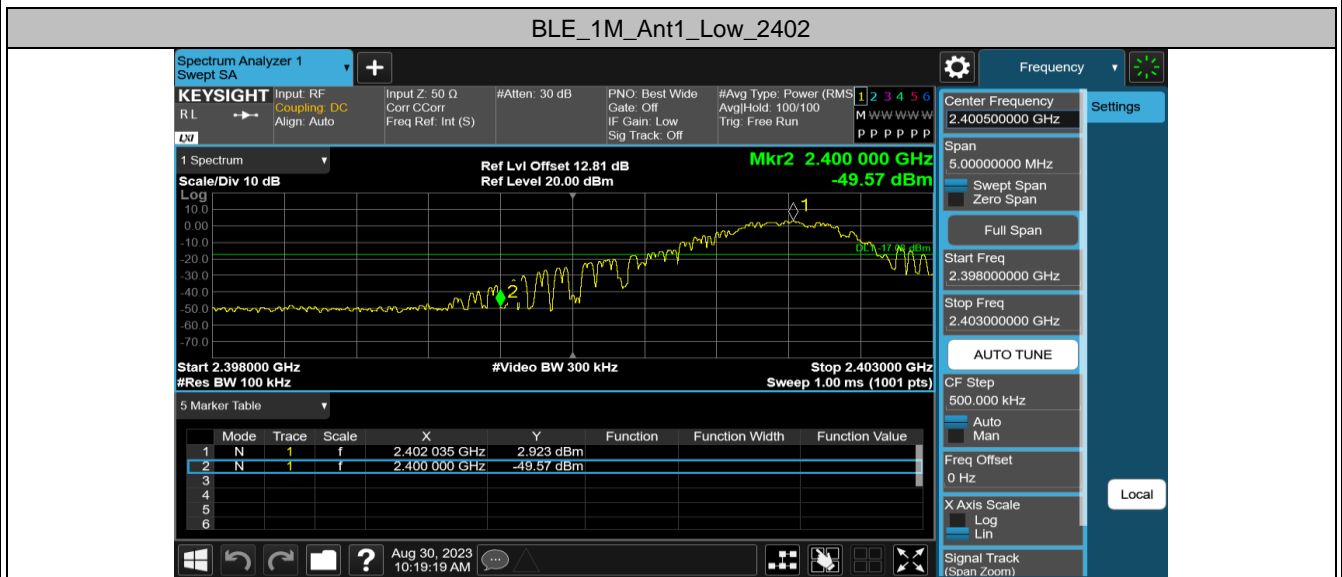 BLE_1M_Ant1_Low_2402
Spectrum Analyzer 1
Swept SA
Frequency
KEYSIGHT
RL
LXI
Input: RF
Coupling: DC
Align: Auto
Input Z: 50 Ω
Corr CCorr
Freq Ref: Int (S)
#Atten: 30 dB
PNO: Best Wide
Gate: Off
IF Gain: Low
Sig Track: Off
#Avg Type: Power (RMS
Avg|Hold: 100/100
Trig: Free Run
1 2 3 4 5 6
M W W W W W
P P P P P P
Center Frequency
2.400500000 GHz
Settings
Span
5.00000000 MHz
Swept Span
Zero Span
Full Span
Start Freq
2.398000000 GHz
Stop Freq
2.403000000 GHz
AUTO TUNE
CF Step
500.000 kHz
Auto
Man
Freq Offset
0 Hz
X Axis Scale
Log
Lin
Signal Track
(Span Zoom)
Local
1 Spectrum
Scale/Div 10 dB
Ref Lvl Offset 12.81 dB
Ref Level 20.00 dBm
Mkr2 2.400 000 GHz
-49.57 dBm
Log
10.0
0.00
-10.0
-20.0
-30.0
-40.0
-50.0
-60.0
-70.0
1
2
Start 2.398000 GHz
#Video BW 300 kHz
Stop 2.403000 GHz
#Res BW 100 kHz
Sweep 1.00 ms (1001 pts)
5 Marker Table
Mode Trace Scale X Y Function Function Width Function Value
1 N 1 f 2.402 035 GHz 2.923 dBm
2 N 1 f 2.400 000 GHz -49.57 dBm
3
4
5
6
?
Aug 30, 2023
10:19:19 AM